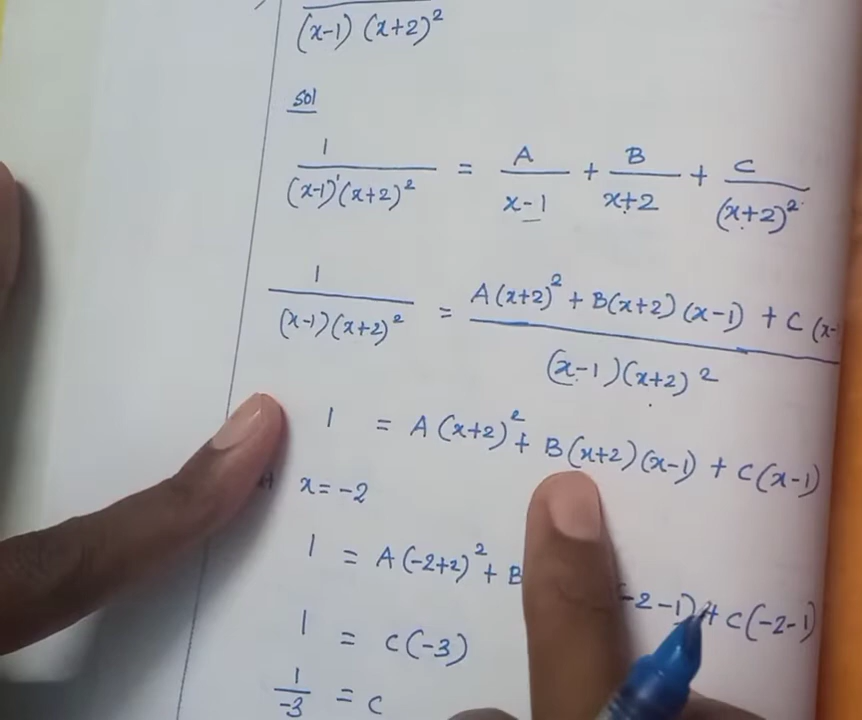 (x-1) (x+2)²
Sol
1/((x-1)'(x+2)²) = A/(x-1) + B/(x+2) + C/(x+2)²
1/((x-1)(x+2)²) = (A(x+2)² + B(x+2)(x-1) + C(x-)/((x-1)(x+2)²)
1 = A(x+2)² + B(x+2)(x-1) + C(x-1)
x=-2
1 = A(-2+2)² + B -2-1) + C(-2-1)
1 = C(-3)
1/-3 = C